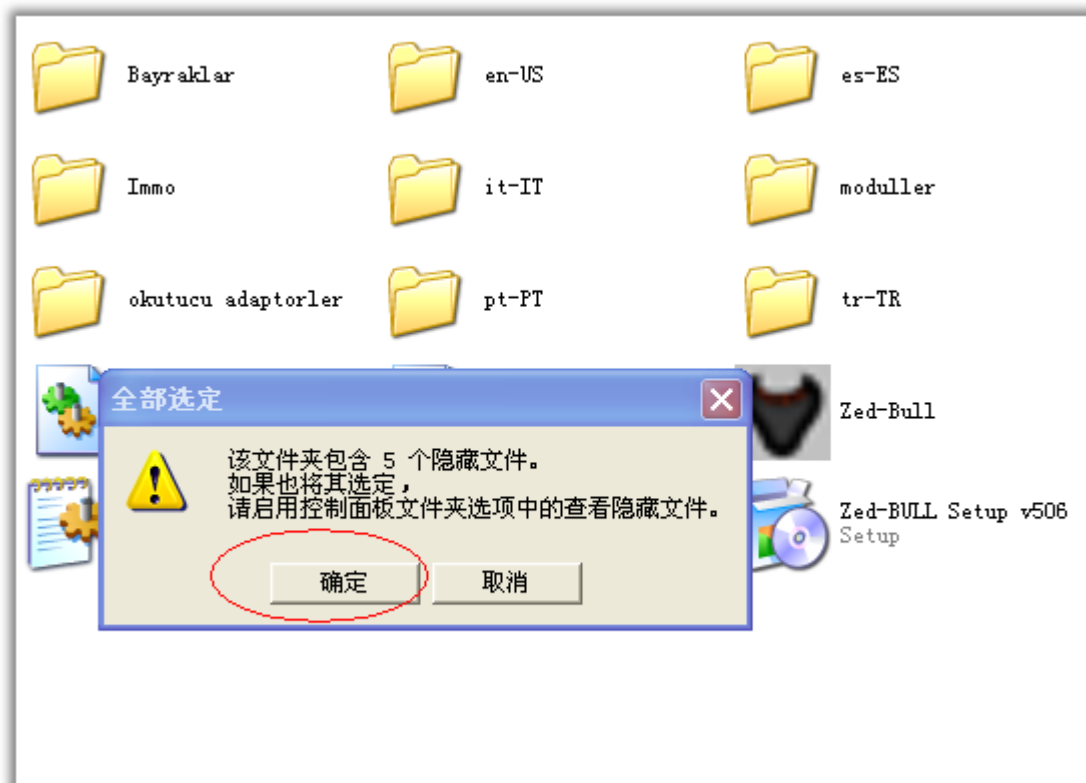 Bayraklar
en-US
es-ES
Immo
it-IT
moduller
okutucu adaptorler
pt-PT
tr-TR
Zed-Bull
全部选定
该文件夹包含 5 个隐藏文件。
如果也将其选定，
请启用控制面板文件夹选项中的查看隐藏文件。
确定
取消
Zed-BULL Setup v506
Setup